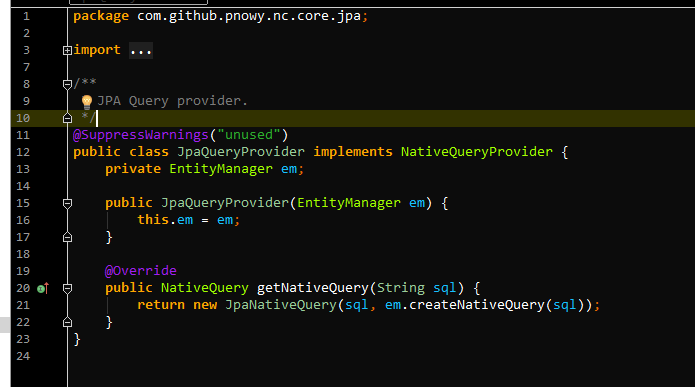 1 package com.github.pnowy.nc.core.jpa;
2
3 import ...
7
8 /**
9 JPA Query provider.
10 */
11 @SuppressWarnings("unused")
12 public class JpaQueryProvider implements NativeQueryProvider {
13 private EntityManager em;
14
15 public JpaQueryProvider(EntityManager em) {
16 this.em = em;
17 }
18
19 @Override
20 public NativeQuery getNativeQuery(String sql) {
21 return new JpaNativeQuery(sql, em.createNativeQuery(sql));
22 }
23 }
24